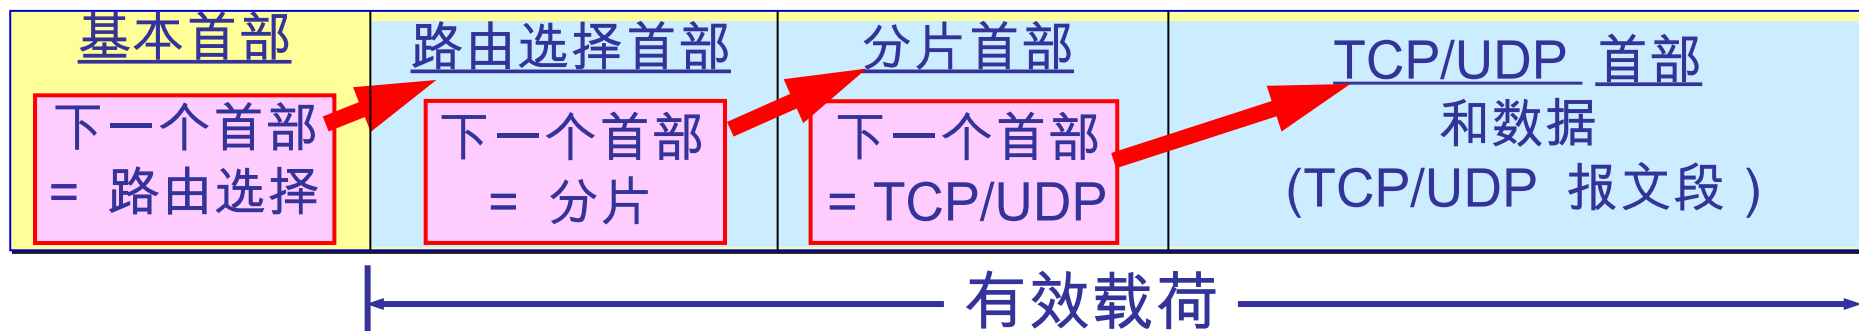 基本首部
下一个首部
= 路由选择
路由选择首部
下一个首部
= 分片
分片首部
下一个首部
= TCP/UDP
TCP/UDP 首部
和数据
(TCP/UDP 报文段)
有效载荷